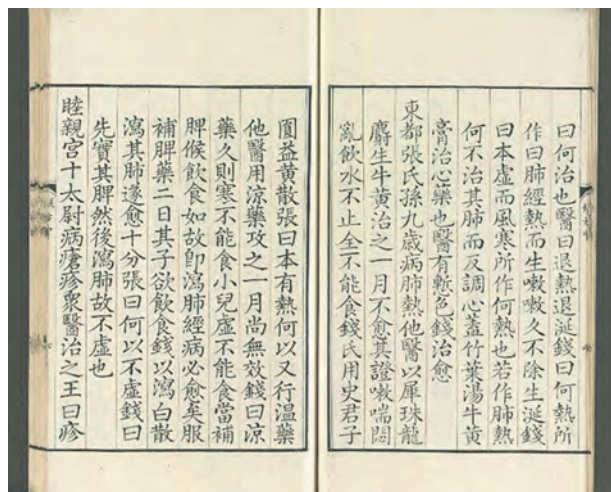 曰何治也醫曰退熱退涎錢曰何熱所
作曰肺經熱而生嗽嗽久不除生涎錢
曰本虛而風寒所作何熱也若作肺熱
何不治其肺而反調心蓋竹葉湯牛黃
膏治心藥也醫有慙色錢治愈
東都張氏孫九歲病肺熱他醫以犀珠龍
麝生牛黃治之一月不愈其證嗽喘悶
亂飲水不止全不能食錢氏用史君子
圓益黃散張曰本有熱何以又行溫藥
他醫用涼藥攻之一月尚無效錢曰涼
藥久則寒不能食小兒虛不能食當補
脾候飲食如故卽瀉肺經病必愈矣服
補脾藥二日其子欲飲食錢以瀉白散
瀉其肺遂愈十分張曰何以不虛錢曰
先實其脾然後瀉肺故不虛也
睦親宮十太尉病瘡疹衆醫治之王曰疹